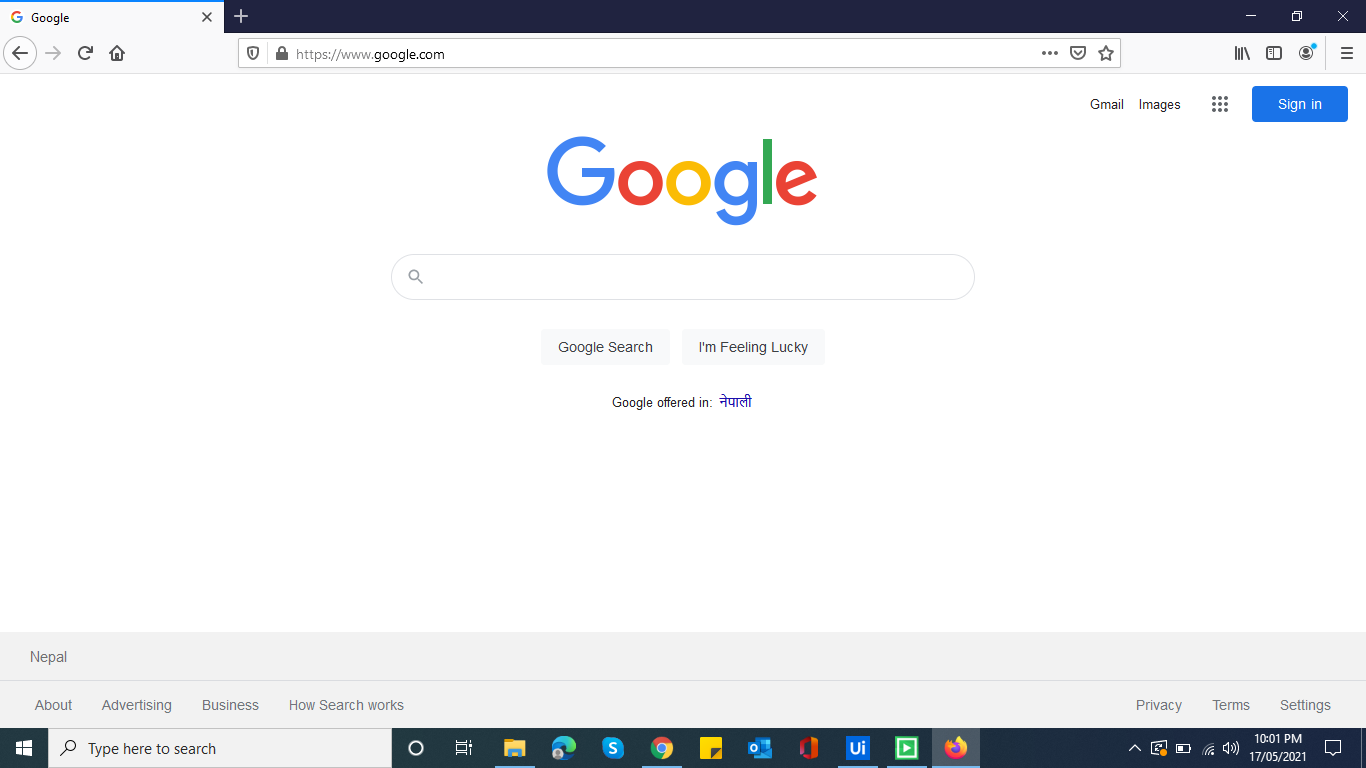 Google
https://www.google.com
Gmail Images Sign in
Google
Google Search I'm Feeling Lucky
Google offered in: नेपाली
Nepal
About Advertising Business How Search works Privacy Terms Settings
Type here to search
S
Ui
10:01 PM
17/05/2021